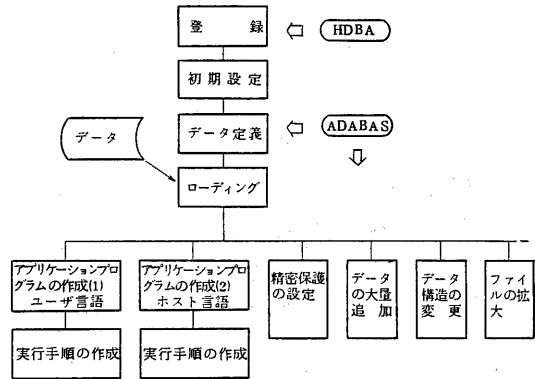 登録
HDBA
初期設定
データ
データ定義
ADABAS
ローディング
アプリケーションプロ
グラムの作成(1)
ユーザ言語
アプリケーションプロ
グラムの作成(2)
ホスト言語
精密保護
の設定
データ
の大量
追加
データ
構造の
変更
ファイ
ルの拡
大
実行手順の作成
実行手順の作成